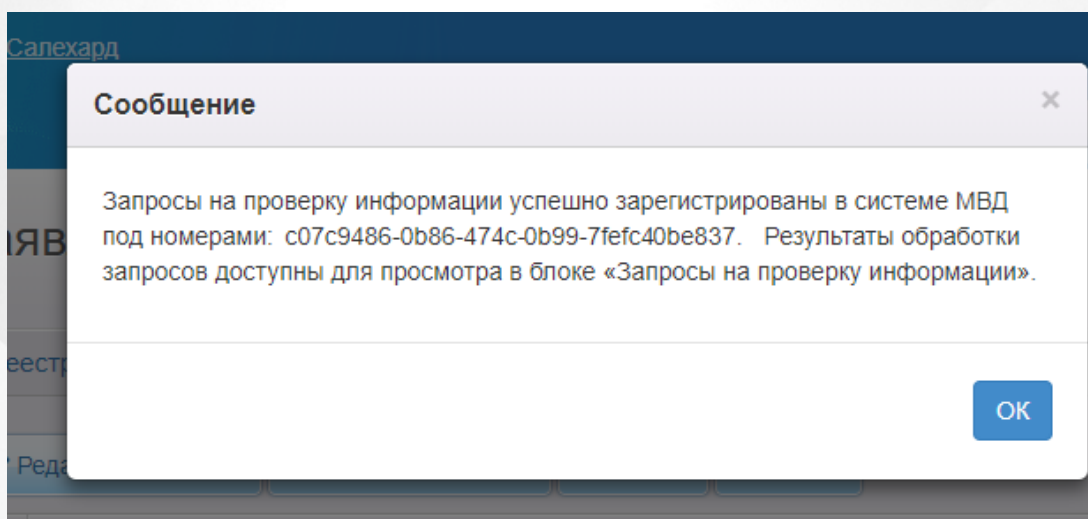 Салехард
Сообщение
×
Запросы на проверку информации успешно зарегистрированы в системе МВД
под номерами: c07c9486-0b86-474c-0b99-7fefc40be837. Результаты обработки
запросов доступны для просмотра в блоке «Запросы на проверку информации».
ОК